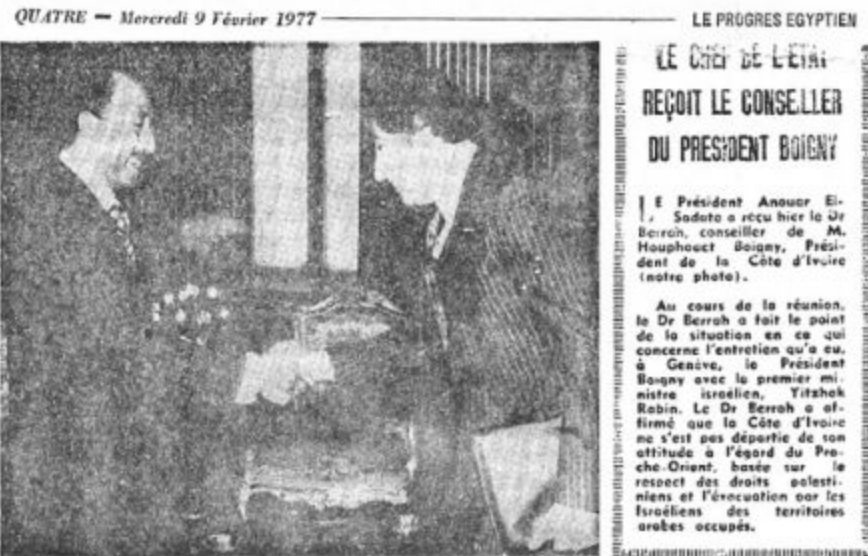 QUATRE — Mercredi 9 Février 1977
LE PROGRES EGYPTIEN
LE CHEF DE L'ETAT
REÇOIT LE CONSEILLER
DU PRESIDENT BOIGNY
LE Président Anouar El-
Sadate a reçu hier le Dr
Berrah, conseiller de M.
Houphouet Boigny, Prési-
dent de la Côte d'Ivoire
(notre photo).
Au cours de la réunion,
le Dr Berrah a fait le point
de la situation en ce qui
concerne l'entretien qu'a eu,
à Genève, le Président
Boigny avec le premier mi-
nistre israélien, Yitzhak
Rabin. Le Dr Berrah a af-
firmé que la Côte d'Ivoire
ne s'est pas départie de son
attitude à l'égard du Pro-
che-Orient, basée sur le
respect des droits palesti-
niens et l'évacuation par les
Israéliens des territoires
arabes occupés.